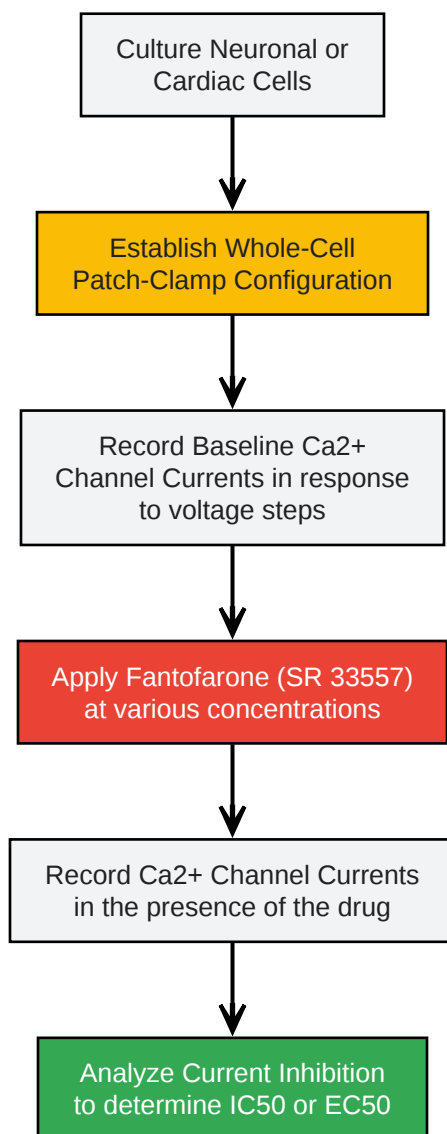 Culture Neuronal or
Cardiac Cells
Establish Whole-Cell
Patch-Clamp Configuration
Record Baseline Ca2+
Channel Currents in response
to voltage steps
Apply Fantofarone (SR 33557)
at various concentrations
Record Ca2+ Channel Currents
in the presence of the drug
Analyze Current Inhibition
to determine IC50 or EC50